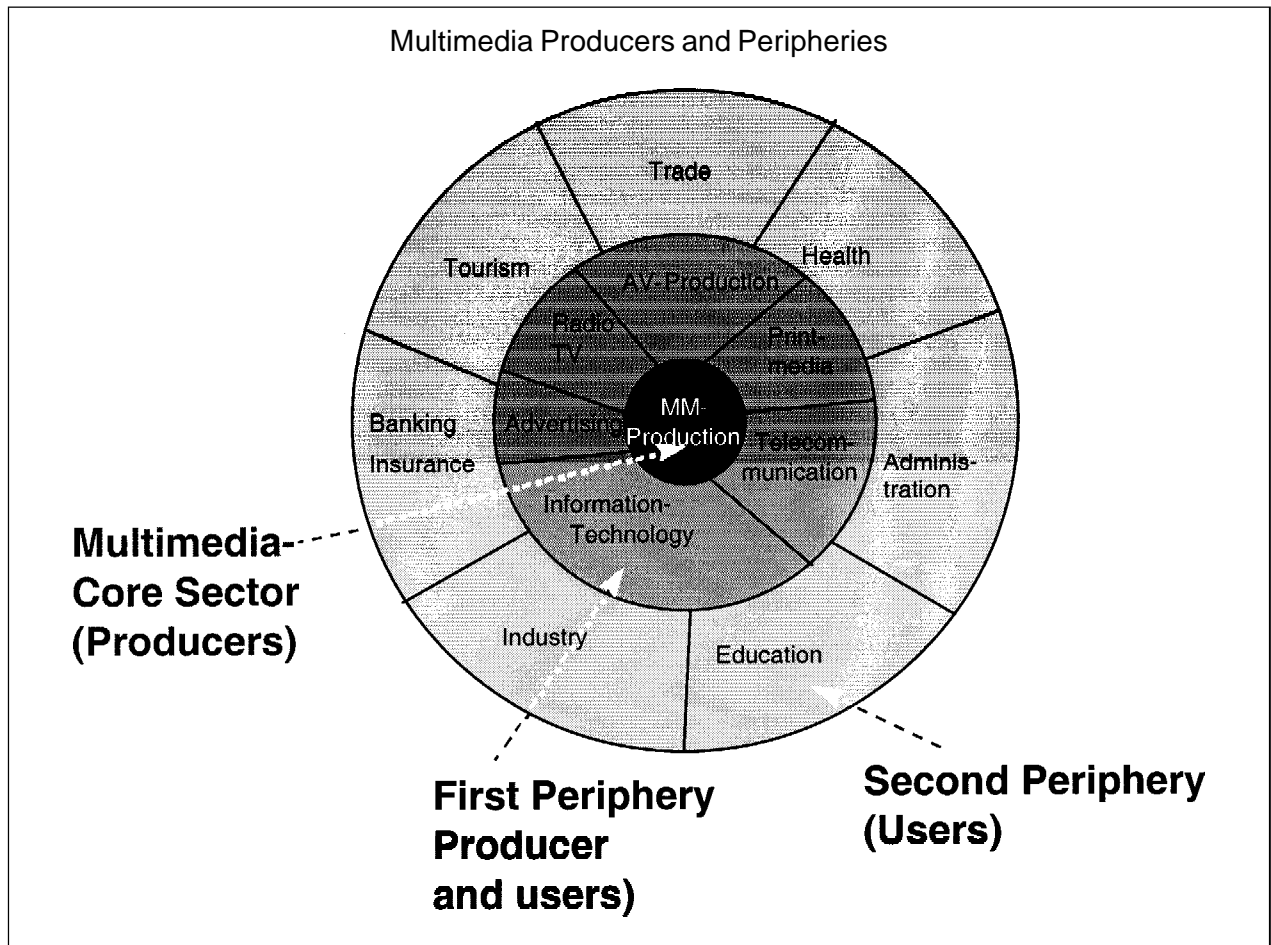 Multimedia Producers and Peripheries
Trade
Health
Tourism
AV-Production
Radio
TV
Print-
media
MM-
Production
Banking
Insurance
Advertising
Telecom-
munication
Adminis-
tration
Information-
Technology
Multimedia-
Core Sector
(Producers)
Industry
Education
First Periphery
Producer
and users)
Second Periphery
(Users)